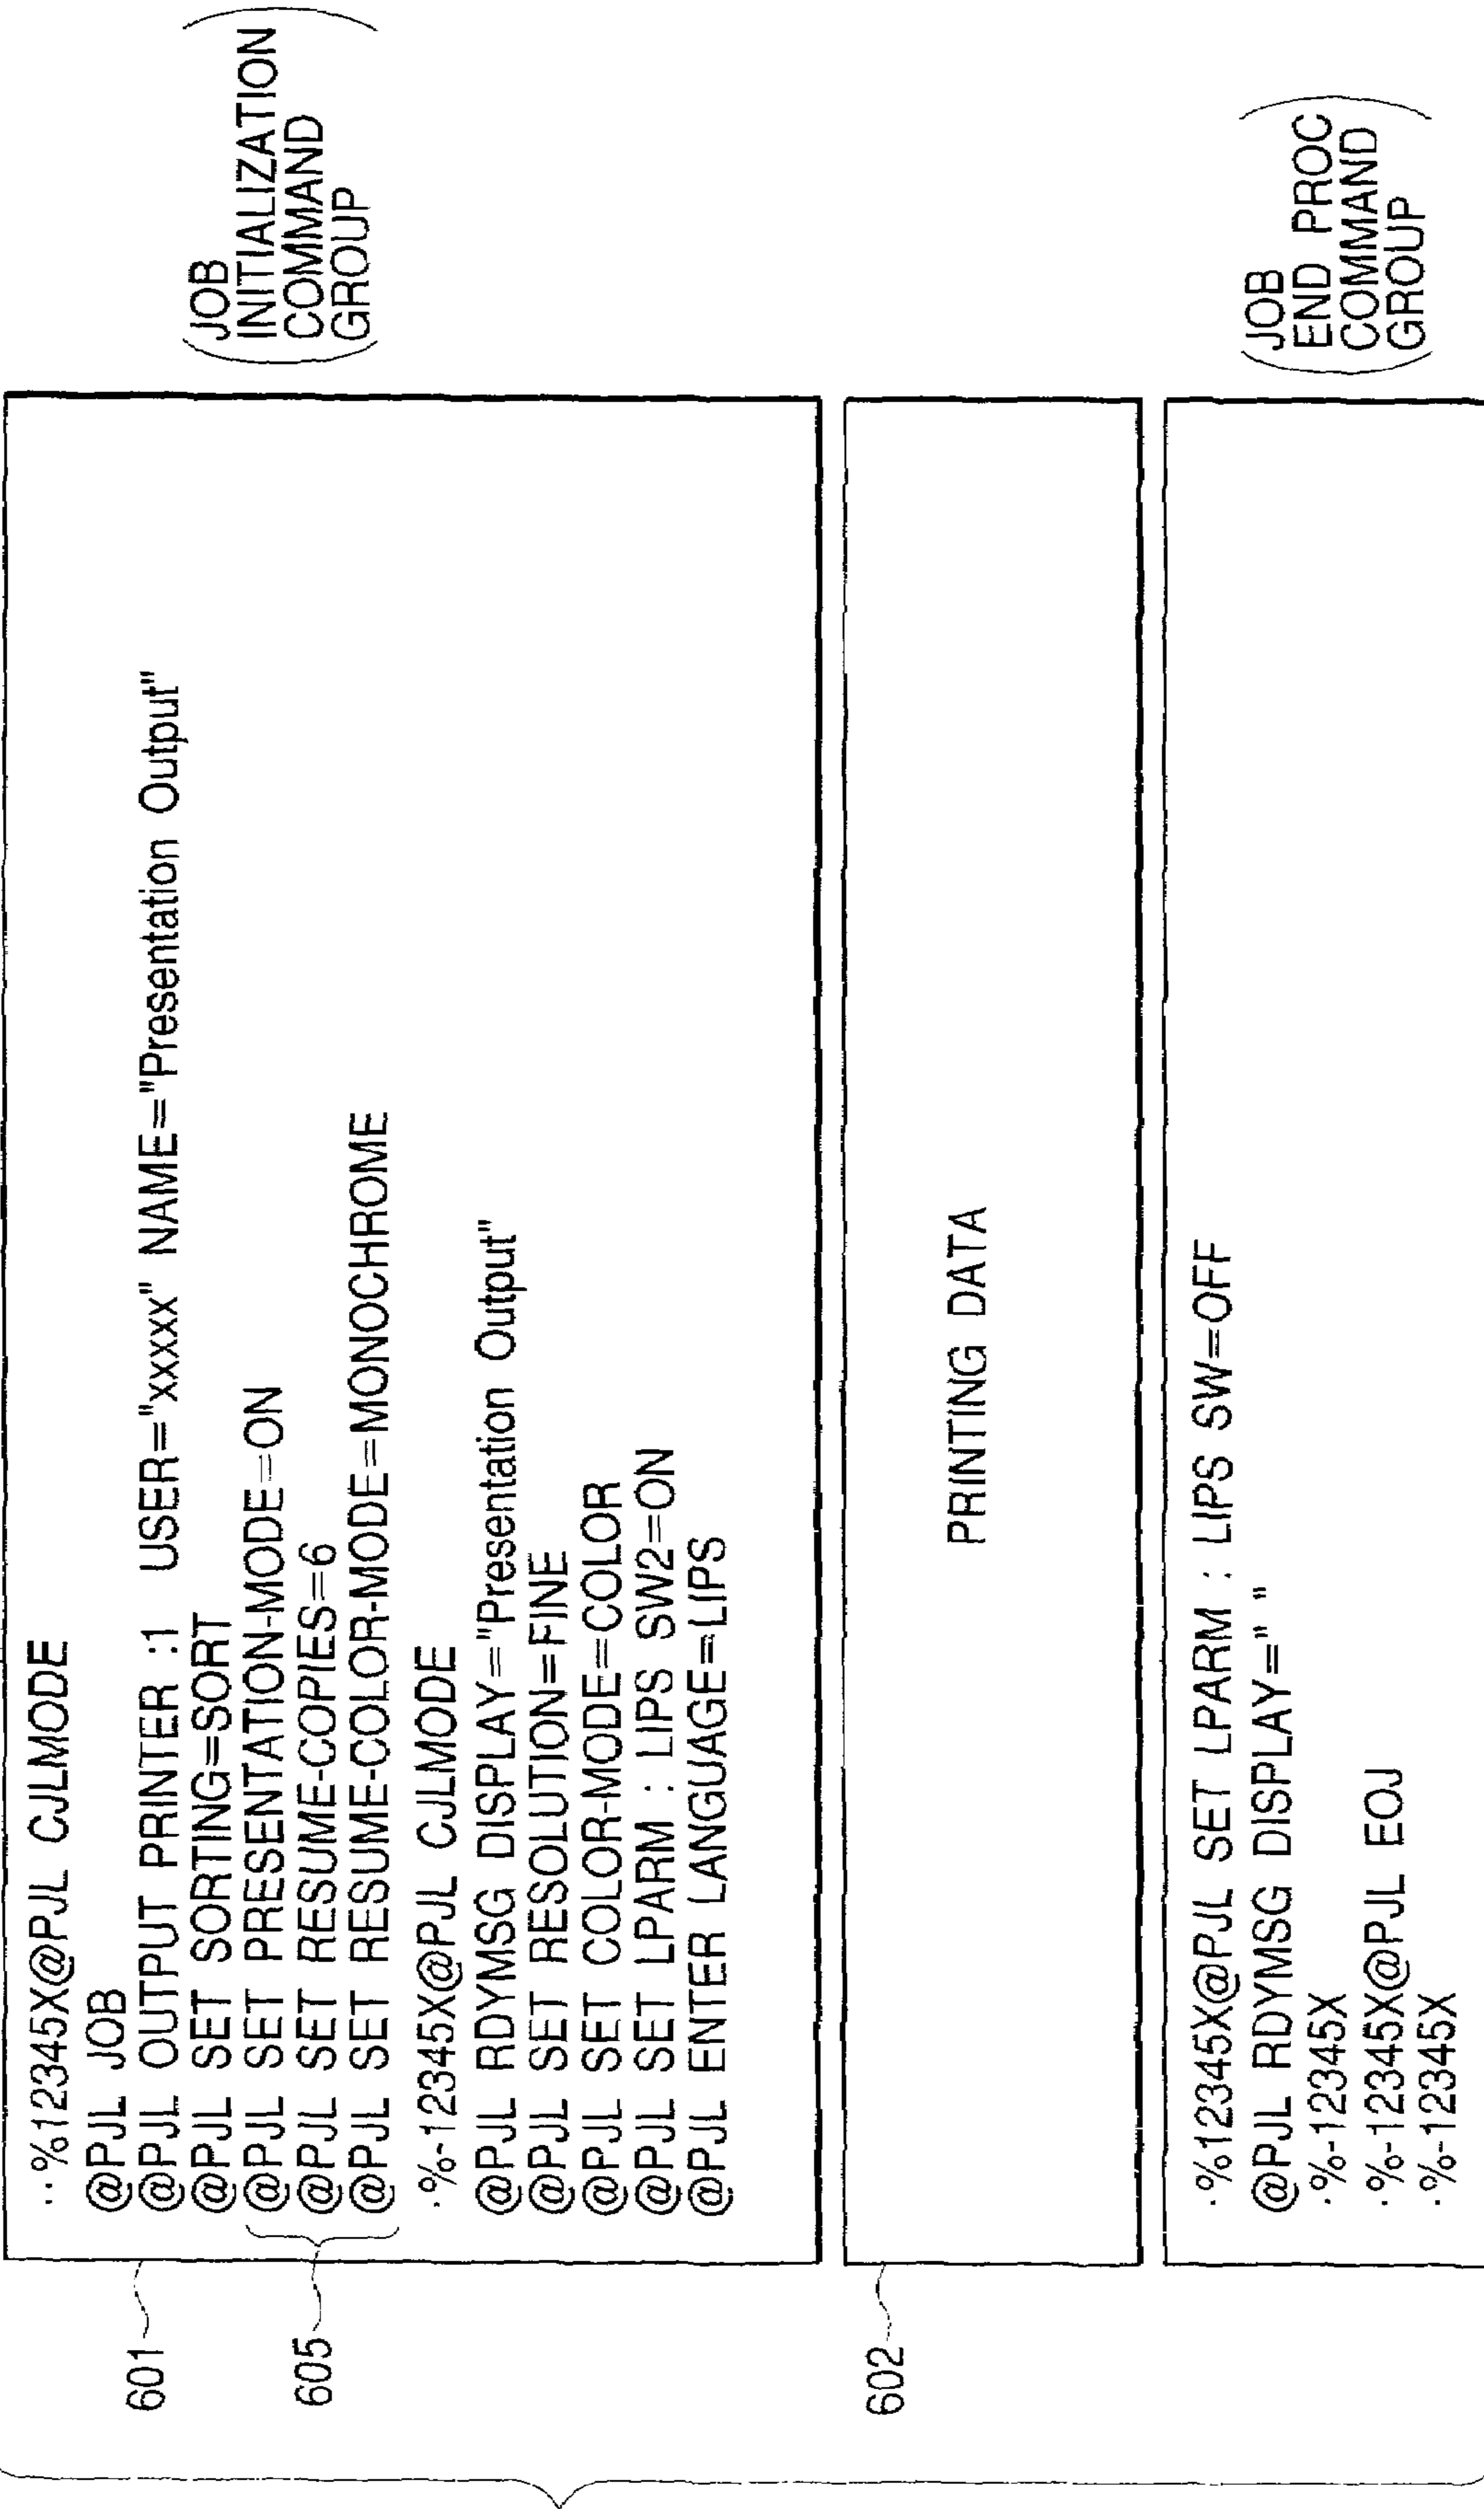 601
:: %12345X@PJL CJLMODE
@PJL JOB
@PJL OUTPUT PRINTER :1 USER="xxxxx" NAME="Presentation Output"
@PJL SET SORTING=SORT
605
@PJL SET PRESENTATION-MODE=ON
@PJL SET RESUME-COPIES=6
@PJL SET RESUME-COLOR-MODE=MONOCHROME
·%-12345X@PJL CJLMODE
@PJL RDYMSG DISPLAY="Presentation Output"
@PJL SET RESOLUTION=FINE
@PJL SET COLOR-MODE=COLOR
@PJL SET LPARM : LIPS SW2=ON
@PJL ENTER LANGUAGE=LIPS
(JOB
INITIALIZATION
COMMAND
GROUP)
602
PRINTING DATA
·%12345X@PJL SET LPARM : LIPS SW=OFF
@PJL RDYMSG DISPLAY=" "
·%-12345X
·%-12345X@PJL EOJ
·%-12345X
(JOB
END PROC
COMMAND
GROUP)